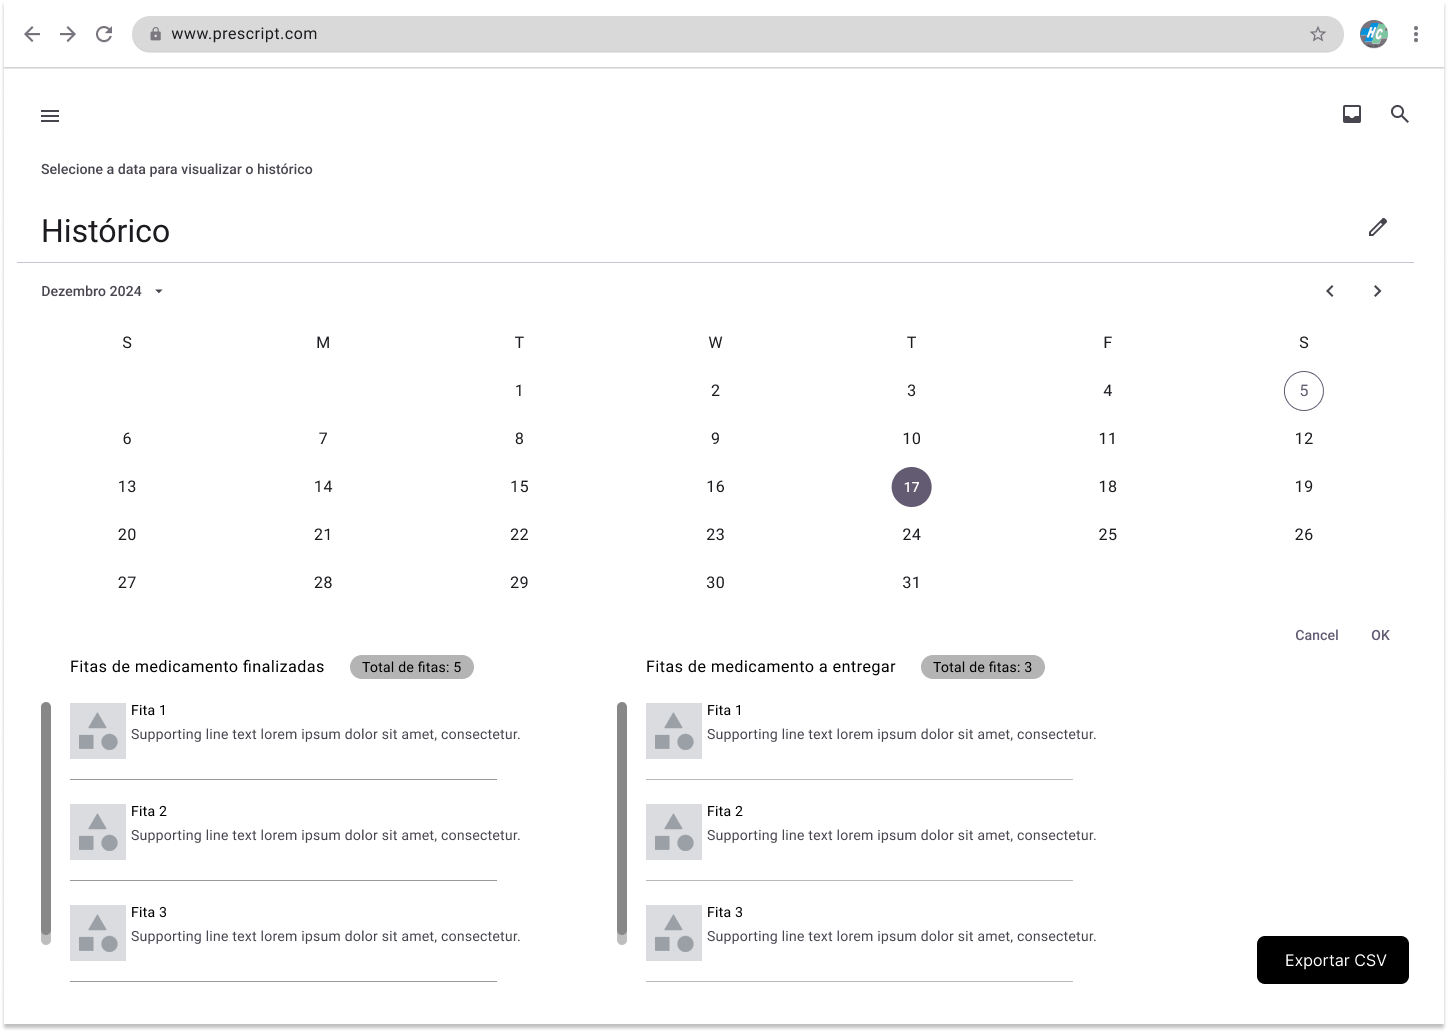 www.prescript.com
HC
Selecione a data para visualizar o histórico
Histórico
Dezembro 2024
S M T W T F S
1 2 3 4 5
6 7 8 9 10 11 12
13 14 15 16 17 18 19
20 21 22 23 24 25 26
27 28 29 30 31
Cancel OK
Fitas de medicamento finalizadas Total de fitas: 5
Fita 1
Supporting line text lorem ipsum dolor sit amet, consectetur.
Fita 2
Supporting line text lorem ipsum dolor sit amet, consectetur.
Fita 3
Supporting line text lorem ipsum dolor sit amet, consectetur.
Fitas de medicamento a entregar Total de fitas: 3
Fita 1
Supporting line text lorem ipsum dolor sit amet, consectetur.
Fita 2
Supporting line text lorem ipsum dolor sit amet, consectetur.
Fita 3
Supporting line text lorem ipsum dolor sit amet, consectetur.
Exportar CSV